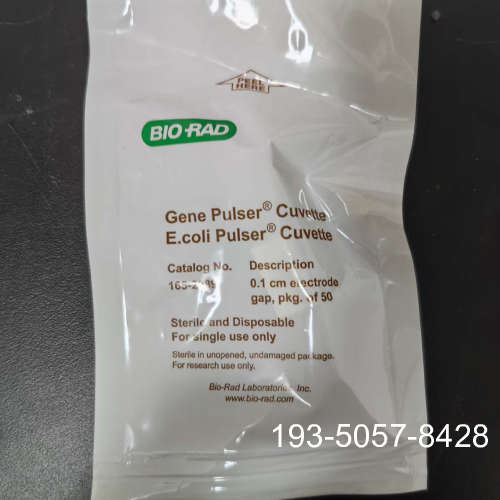 PEEL
HERE
BIO-RAD
Gene Pulser® Cuvette
E.coli Pulser® Cuvette
Catalog No. Description
0.1 cm electrode
gap, pkg. of 50
Sterile and Disposable
For single use only
Sterile in unopened, undamaged package.
For research use only.
Bio-Rad Laboratories, Inc.
www.bio-rad.com
193-5057-8428